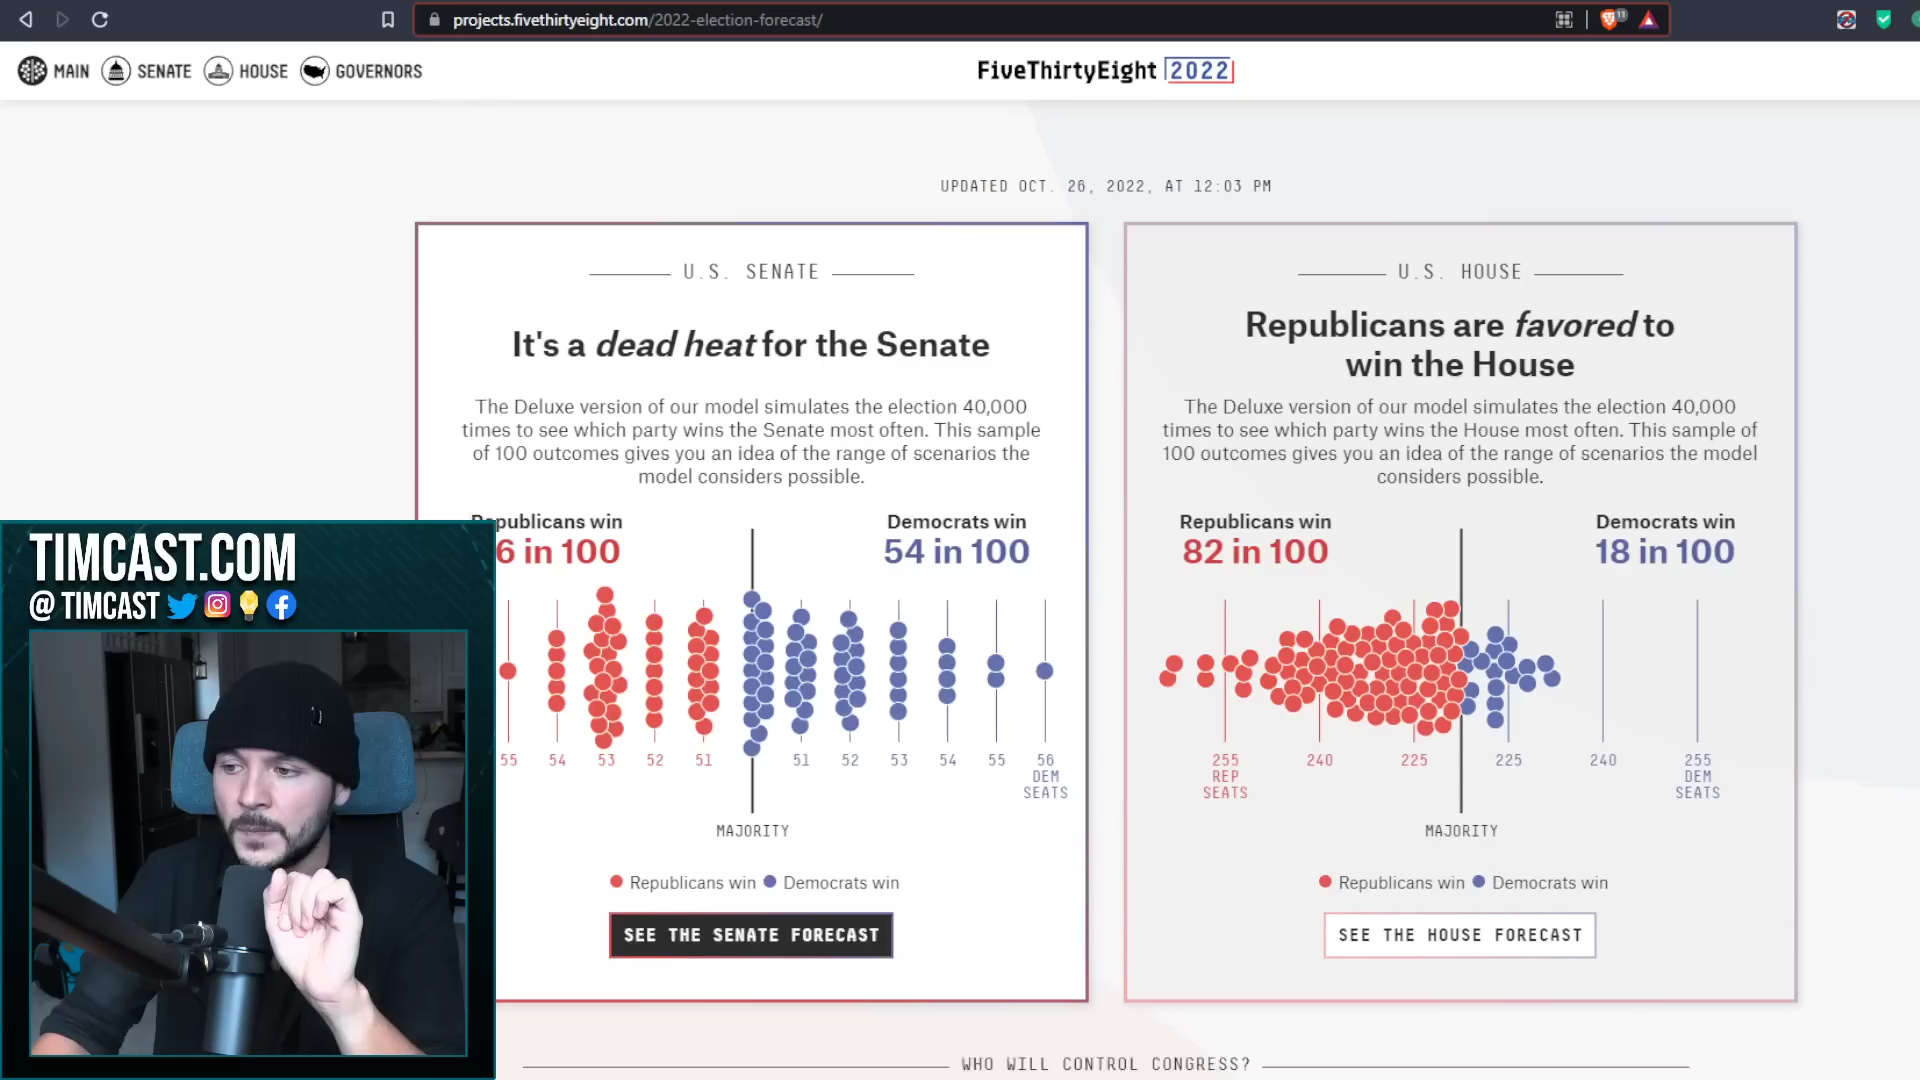 projects.fivethirtyeight.com/2022-election-forecast/
11
MAIN
SENATE
HOUSE
GOVERNORS
FiveThirtyEight 2022
UPDATED OCT. 26, 2022, AT 12:03 PM
U.S. SENATE
It's a dead heat for the Senate
The Deluxe version of our model simulates the election 40,000
times to see which party wins the Senate most often. This sample
of 100 outcomes gives you an idea of the range of scenarios the
model considers possible.
Republicans win
6 in 100
Democrats win
54 in 100
55 54 53 52 51 51 52 53 54 55 56
DEM
SEATS
MAJORITY
Republicans win Democrats win
SEE THE SENATE FORECAST
U.S. HOUSE
Republicans are favored to
win the House
The Deluxe version of our model simulates the election 40,000
times to see which party wins the House most often. This sample of
100 outcomes gives you an idea of the range of scenarios the model
considers possible.
Republicans win
82 in 100
Democrats win
18 in 100
255 240 225 225 240 255
REP
SEATS
DEM
SEATS
MAJORITY
Republicans win Democrats win
SEE THE HOUSE FORECAST
WHO WILL CONTROL CONGRESS?
TIMCAST.COM
@ TIMCAST